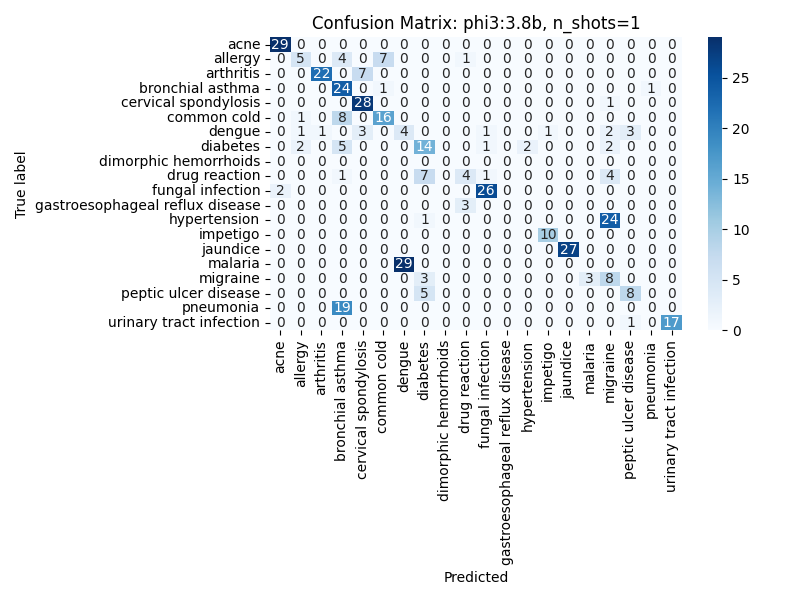 Confusion Matrix: phi3:3.8b, n_shots=1
True label
acne 29 0 0 0 0 0 0 0 0 0 0 0 0 0 0 0 0 0 0 0
allergy 0 5 0 4 0 7 0 0 0 1 0 0 0 0 0 0 0 0 0 0
arthritis 0 0 22 0 7 0 0 0 0 0 0 0 0 0 0 0 0 0 0 0
bronchial asthma 0 0 0 24 0 1 0 0 0 0 0 0 0 0 0 0 0 0 1 0
cervical spondylosis 0 0 0 0 28 0 0 0 0 0 0 0 0 0 0 0 1 0 0 0
common cold 0 1 0 8 0 16 0 0 0 0 0 0 0 0 0 0 0 0 0 0
dengue 0 1 1 0 3 0 4 0 0 0 1 0 0 1 0 0 2 3 0 0
diabetes 0 2 0 5 0 0 0 14 0 0 1 0 2 0 0 0 2 0 0 0
dimorphic hemorrhoids 0 0 0 0 0 0 0 0 0 0 0 0 0 0 0 0 0 0 0 0
drug reaction 0 0 0 1 0 0 0 7 0 4 1 0 0 0 0 0 4 0 0 0
fungal infection 2 0 0 0 0 0 0 0 0 0 26 0 0 0 0 0 0 0 0 0
gastroesophageal reflux disease 0 0 0 0 0 0 0 0 0 3 0 0 0 0 0 0 0 0 0 0
hypertension 0 0 0 0 0 0 0 1 0 0 0 0 0 0 0 0 24 0 0 0
impetigo 0 0 0 0 0 0 0 0 0 0 0 0 0 10 0 0 0 0 0 0
jaundice 0 0 0 0 0 0 0 0 0 0 0 0 0 0 27 0 0 0 0 0
malaria 0 0 0 0 0 0 29 0 0 0 0 0 0 0 0 0 0 0 0 0
migraine 0 0 0 0 0 0 0 3 0 0 0 0 0 0 0 3 8 0 0 0
peptic ulcer disease 0 0 0 0 0 0 0 5 0 0 0 0 0 0 0 0 0 8 0 0
pneumonia 0 0 0 19 0 0 0 0 0 0 0 0 0 0 0 0 0 0 0 0
urinary tract infection 0 0 0 0 0 0 0 0 0 0 0 0 0 0 0 0 0 1 0 17
acne
allergy
arthritis
bronchial asthma
cervical spondylosis
common cold
dengue
diabetes
dimorphic hemorrhoids
drug reaction
fungal infection
gastroesophageal reflux disease
hypertension
impetigo
jaundice
malaria
migraine
peptic ulcer disease
pneumonia
urinary tract infection
Predicted
25
20
15
10
5
0